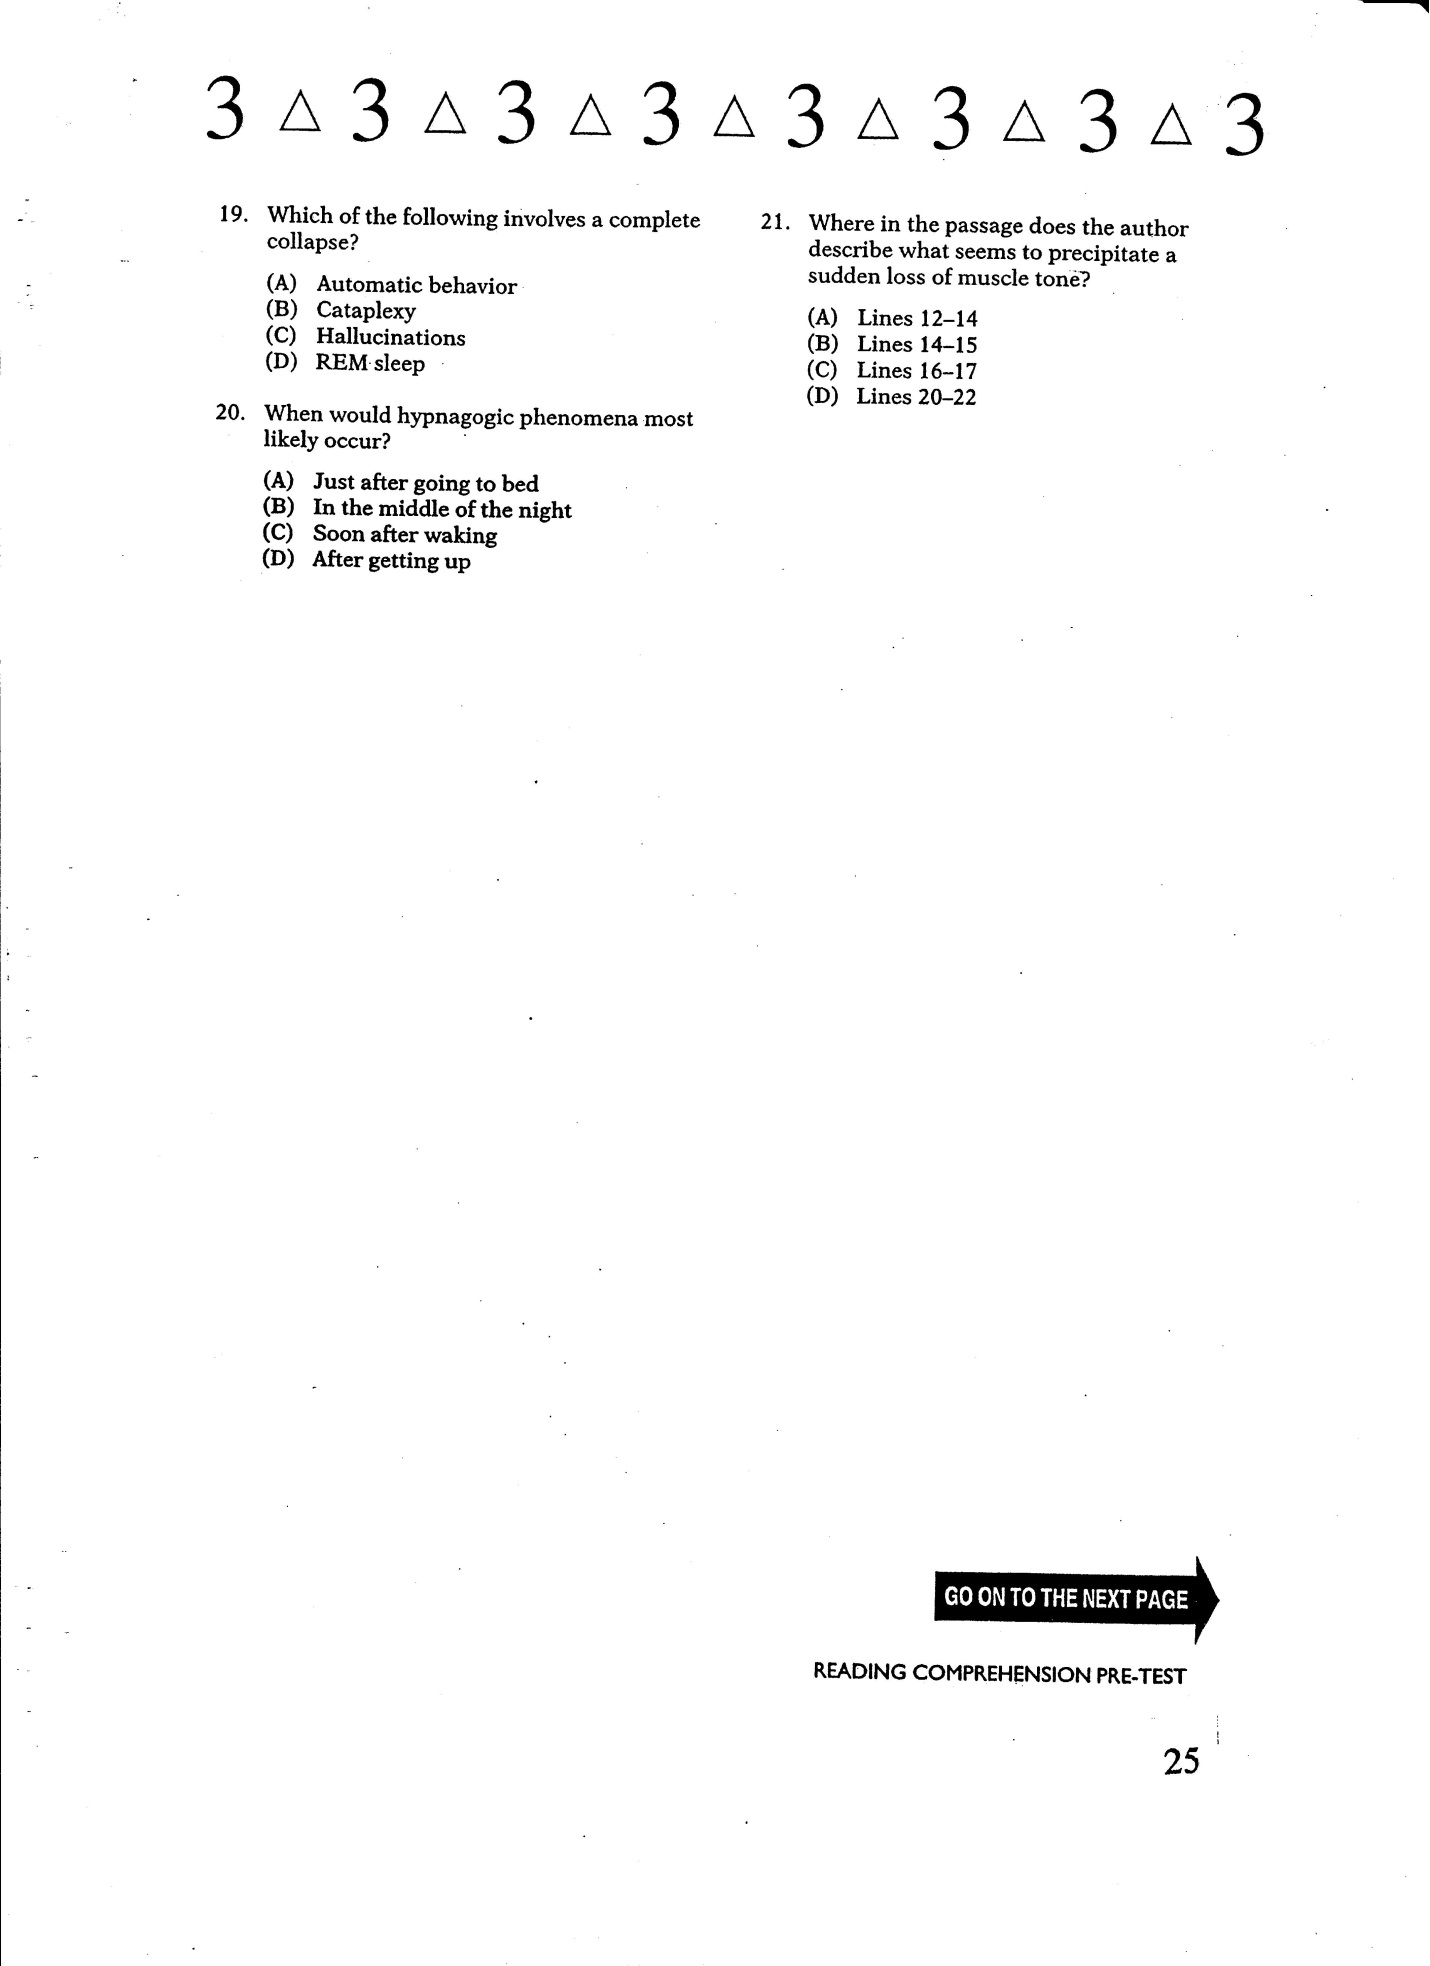 3 △ 3 △ 3 △ 3 △ 3 △ 3 △ 3 △ 3
19. Which of the following involves a complete
collapse?
(A) Automatic behavior
(B) Cataplexy
(C) Hallucinations
(D) REM sleep
20. When would hypnagogic phenomena most
likely occur?
(A) Just after going to bed
(B) In the middle of the night
(C) Soon after waking
(D) After getting up
21. Where in the passage does the author
describe what seems to precipitate a
sudden loss of muscle tone?
(A) Lines 12–14
(B) Lines 14–15
(C) Lines 16–17
(D) Lines 20–22
GO ON TO THE NEXT PAGE
READING COMPREHENSION PRE-TEST
25